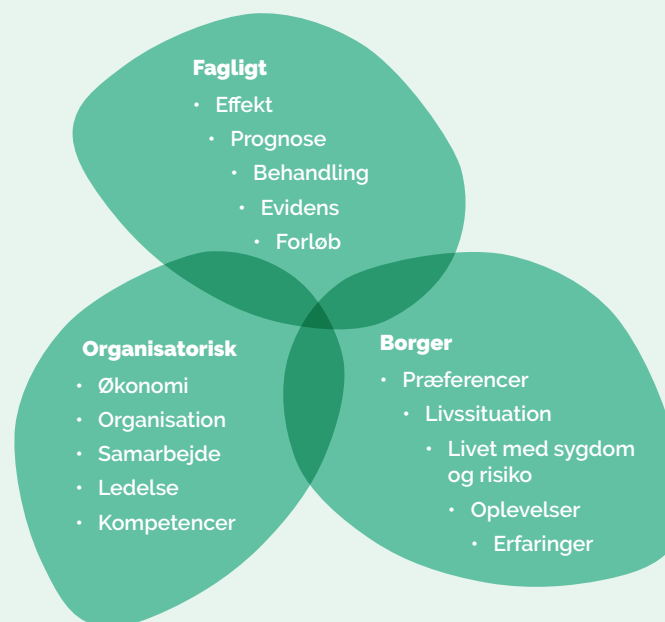 Fagligt
• Effekt
• Prognose
• Behandling
• Evidens
• Forløb
Organisatorisk
• Økonomi
• Organisation
• Samarbejde
• Ledelse
• Kompetencer
Borger
• Præferencer
• Livssituation
• Livet med sygdom
og risiko
• Oplevelser
• Erfaringer